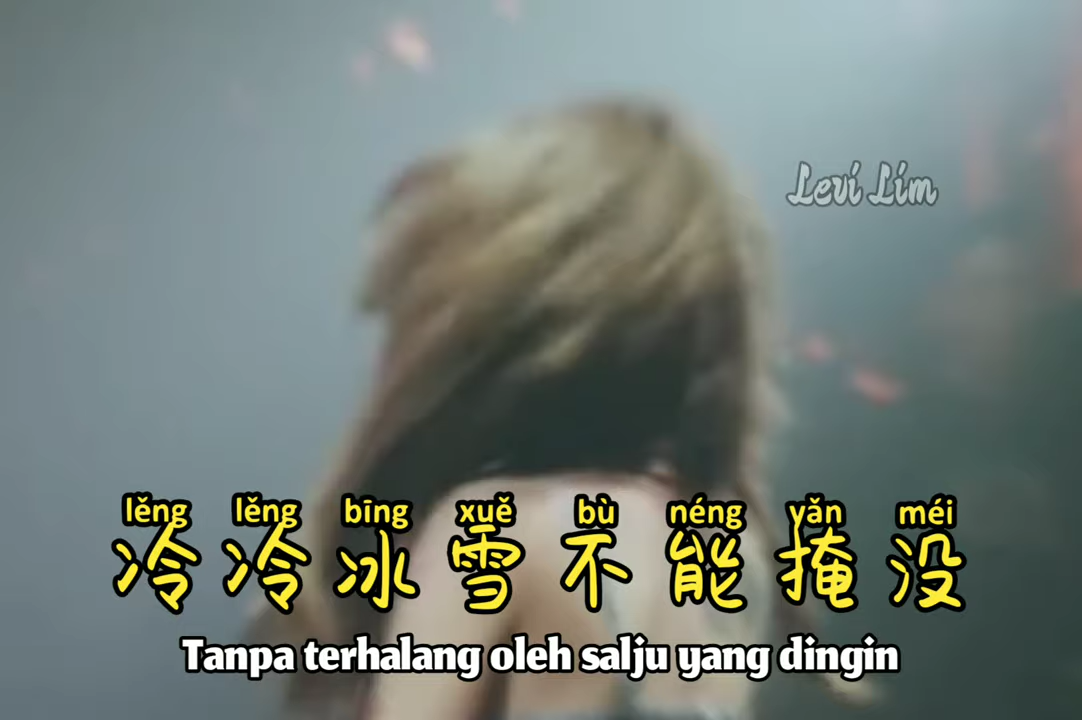 Levi Lim
lěng lěng bīng xuě bù néng yǎn méi
冷冷冰雪不能掩没
Tanpa terhalang oleh salju yang dingin